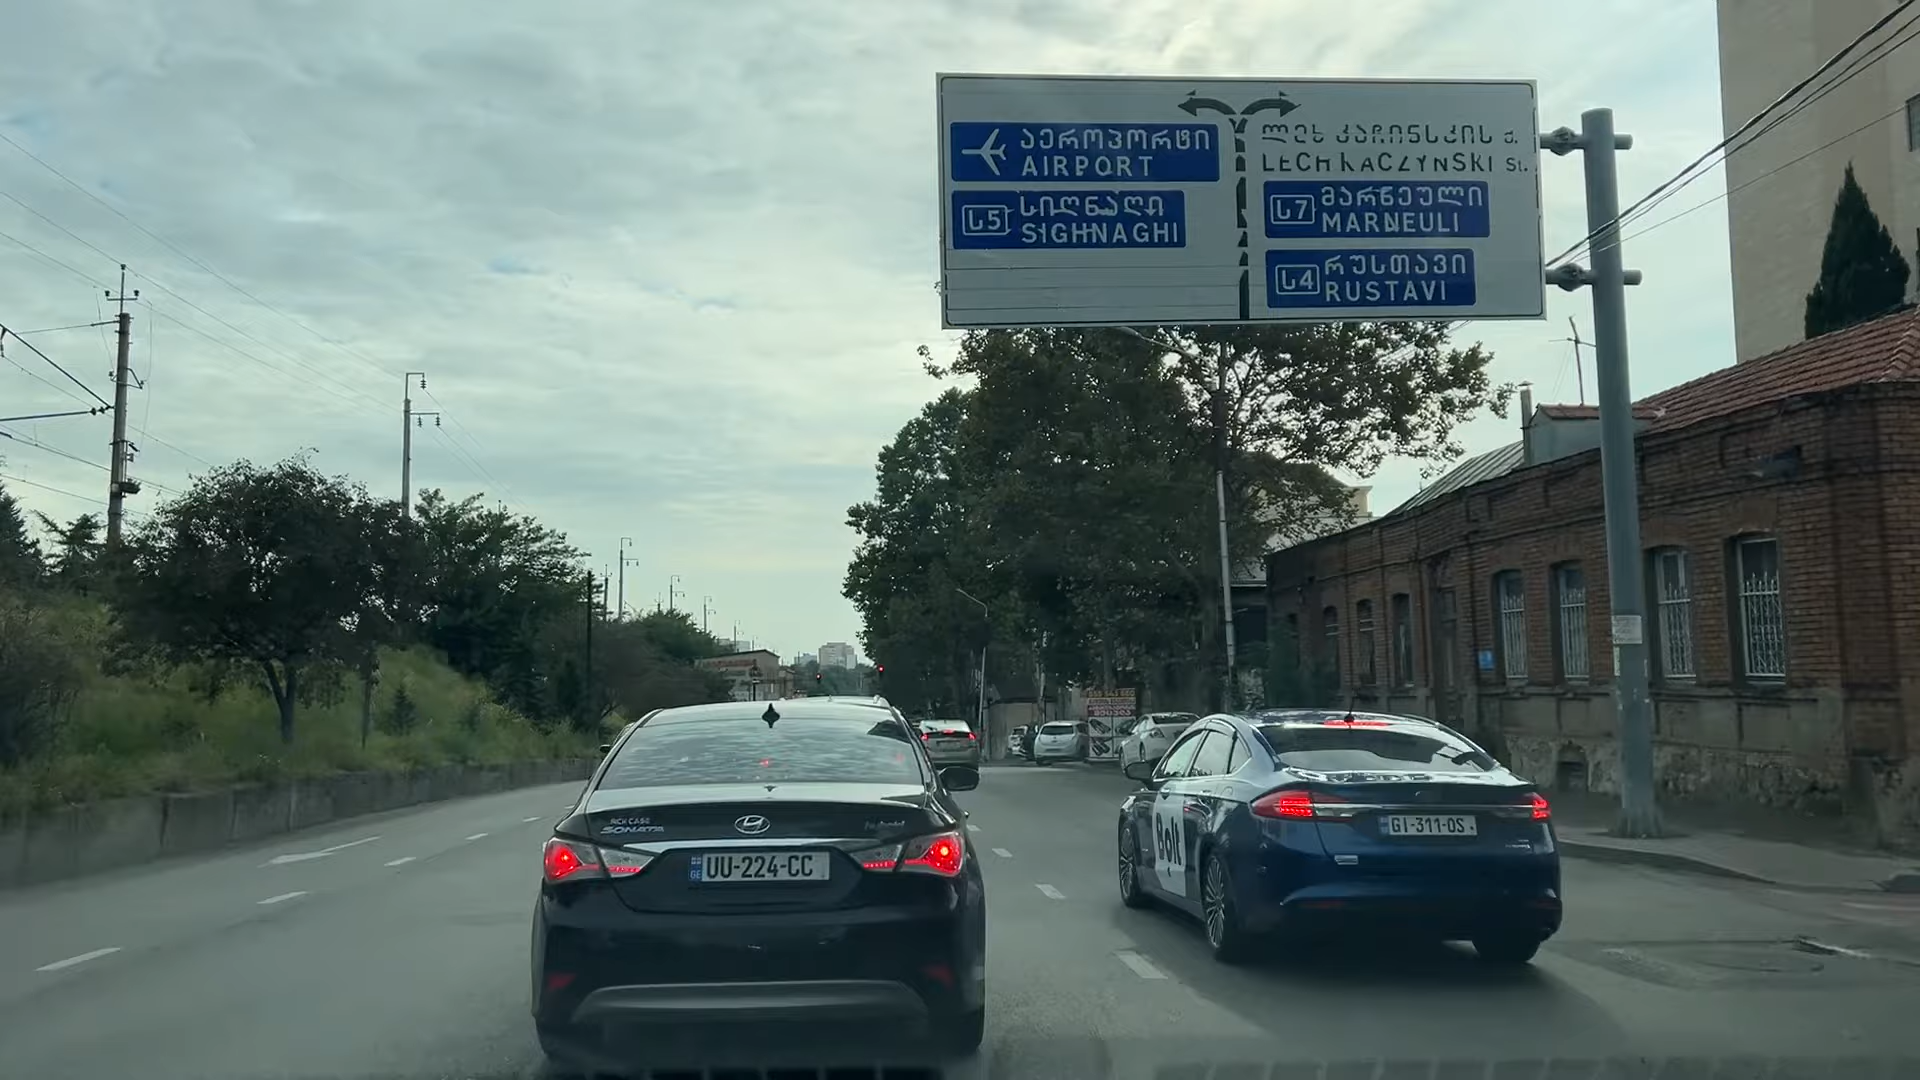 აეროპორტი
AIRPORT
ს5
სიღნაღი
SIGHNAGHI
ლეხ კაჩინსკის ქ.
LECH KACZYNSKI St.
ს7
მარნეული
MARNEULI
ს4
რუსთავი
RUSTAVI
SONATA
GE
UU-224-CC
Bolt
GI-311-OS